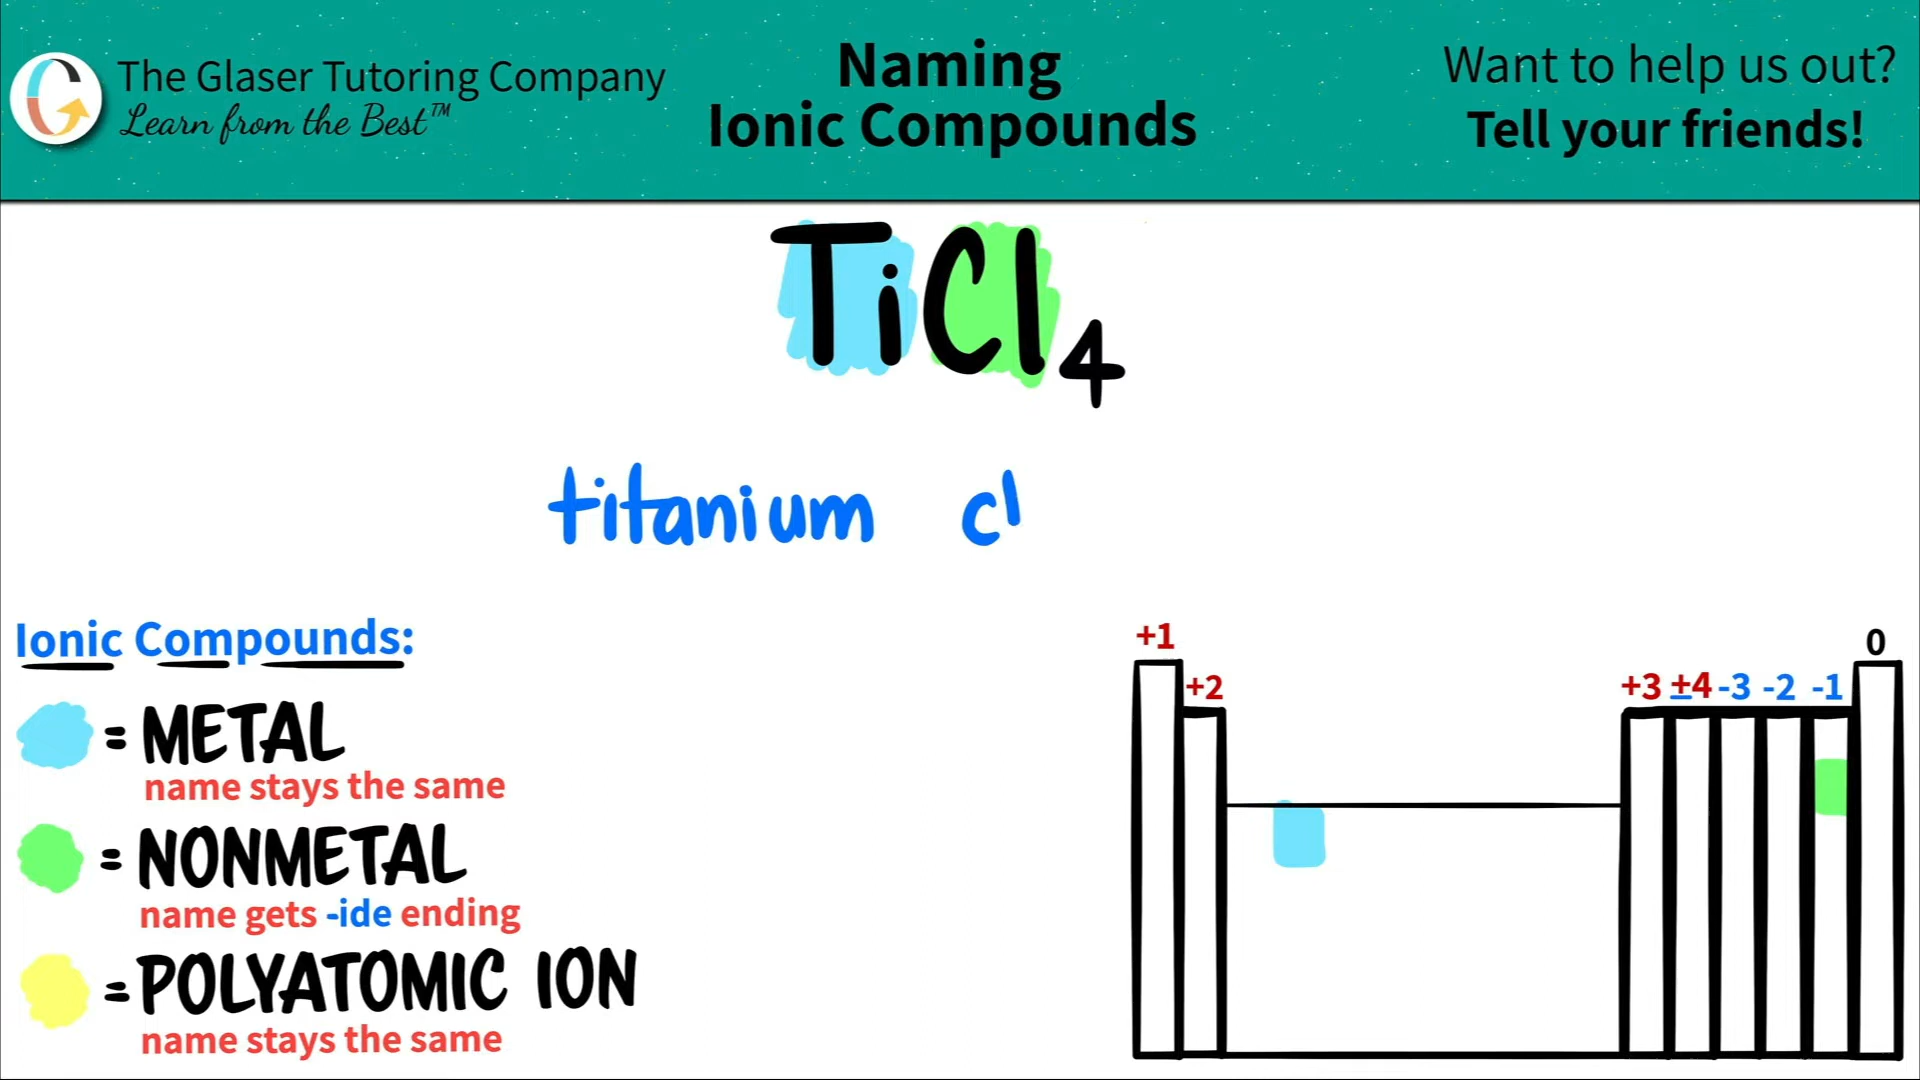 The Glaser Tutoring Company
Learn from the Best™
Naming
Ionic Compounds
Want to help us out?
Tell your friends!
TiCl₄
titanium cl
Ionic Compounds:
= METAL
name stays the same
= NONMETAL
name gets -ide ending
= POLYATOMIC ION
name stays the same
+1
0
+2
+3 ±4 -3 -2 -1